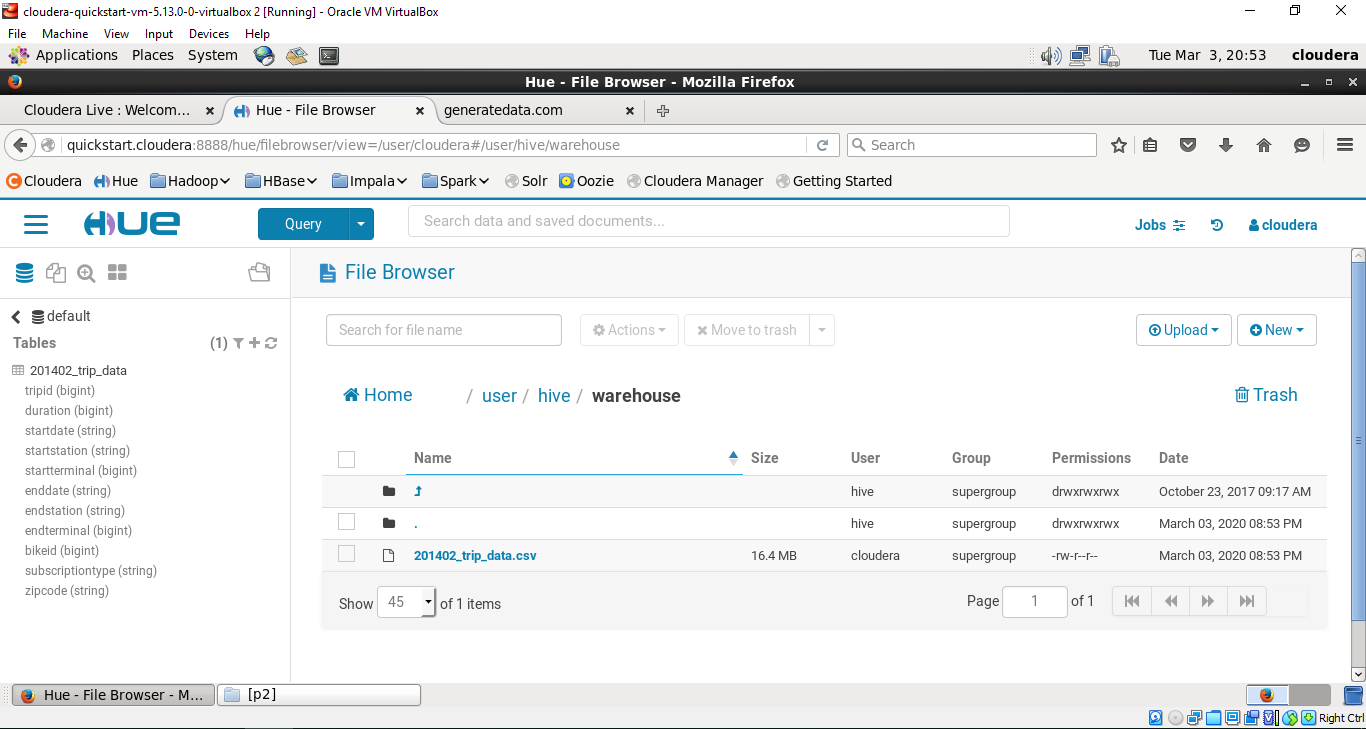 cloudera-quickstart-vm-5.13.0-0-virtualbox 2 [Running] - Oracle VM VirtualBox
File Machine View Input Devices Help
Applications Places System Tue Mar 3, 20:53 cloudera
Hue - File Browser - Mozilla Firefox
Cloudera Live : Welcom... Hue - File Browser generatedata.com
quickstart.cloudera:8888/hue/filebrowser/view=/user/cloudera#/user/hive/warehouse Search
Cloudera Hue Hadoop HBase Impala Spark Solr Oozie Cloudera Manager Getting Started
HUE Query Search data and saved documents... Jobs cloudera
File Browser
default
Tables (1)
201402_trip_data
tripid (bigint)
duration (bigint)
startdate (string)
startstation (string)
startterminal (bigint)
enddate (string)
endstation (string)
endterminal (bigint)
bikeid (bigint)
subscriptiontype (string)
zipcode (string)
Search for file name Actions Move to trash Upload New
Home / user / hive / warehouse Trash
Name Size User Group Permissions Date
hive supergroup drwxrwxrwx October 23, 2017 09:17 AM
. hive supergroup drwxrwxrwx March 03, 2020 08:53 PM
201402_trip_data.csv 16.4 MB cloudera supergroup -rw-r--r-- March 03, 2020 08:53 PM
Show 45 of 1 items Page 1 of 1
Hue - File Browser - M... [p2]
Right Ctrl